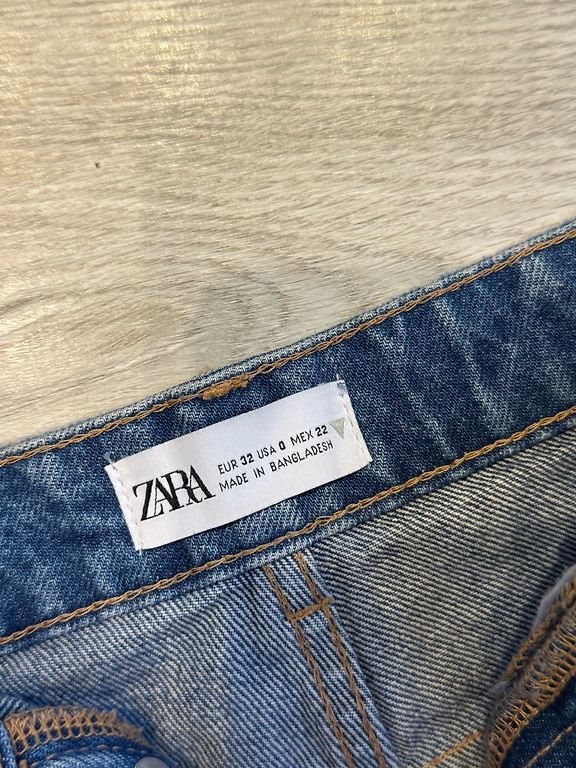 ZARA
EUR 32 USA 0 MEX 22
MADE IN BANGLADESH